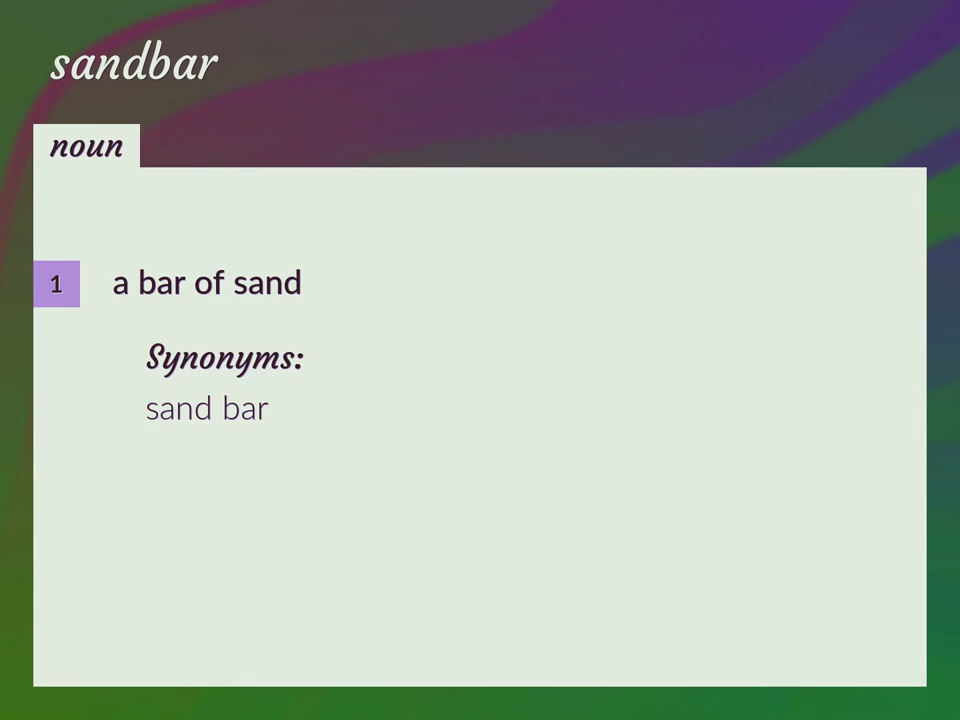 sandbar
noun
1 a bar of sand
Synonyms:
sand bar